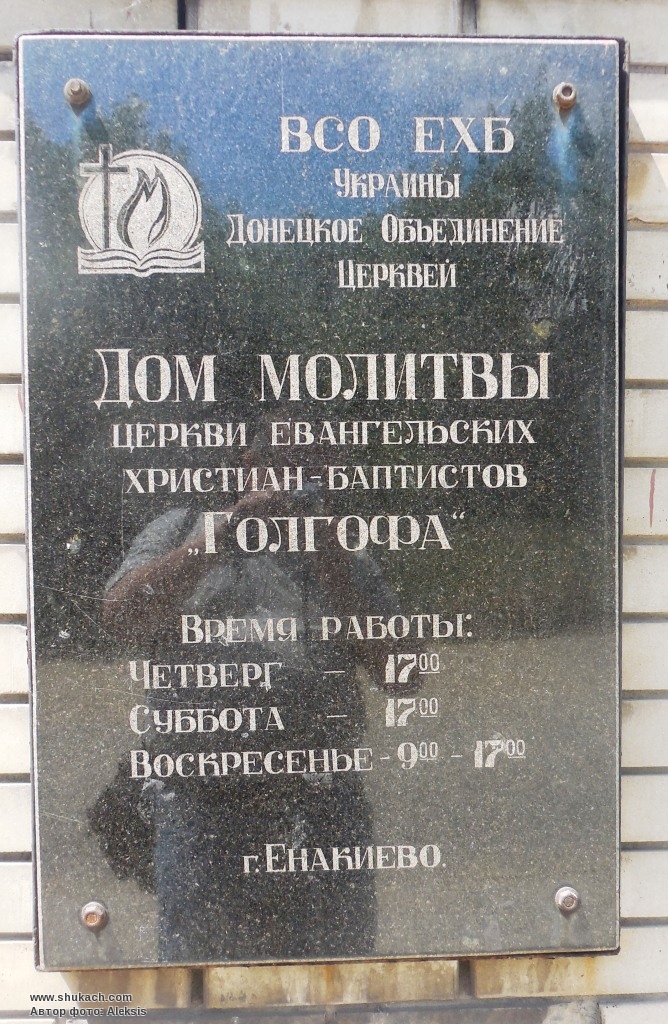 ВСО ЕХБ
Украины
Донецкое Объединение
Церквей
Дом молитвы
церкви евангельских
христиан-баптистов
„Голгофа“
Время работы:
Четверг – 17⁰⁰
Суббота – 17⁰⁰
Воскресенье - 9⁰⁰ - 17⁰⁰
г. Енакиево.
www.shukach.com
Автор фото: Aleksis